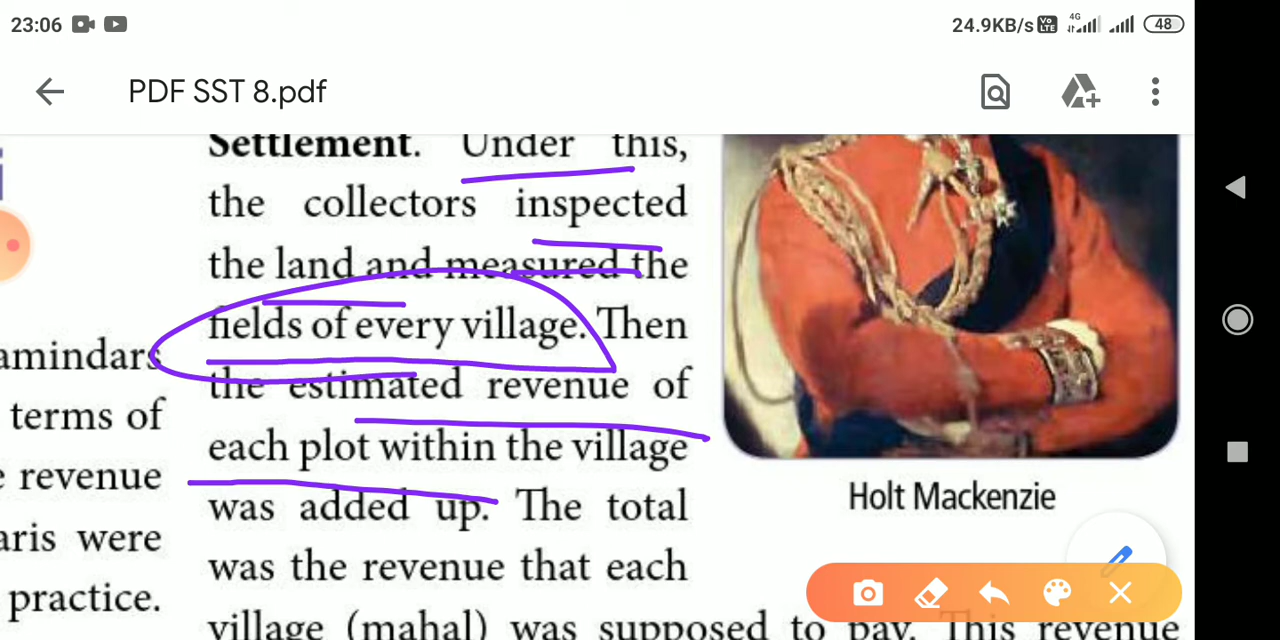 23:06
24.9KB/s Vo LTE 4G 48
PDF SST 8.pdf
amindars
terms of
revenue
aris were
practice.
Settlement. Under this,
the collectors inspected
the land and measured the
fields of every village. Then
the estimated revenue of
each plot within the village
was added up. The total
was the revenue that each
village (mahal) was supposed to pay. This revenue
Holt Mackenzie